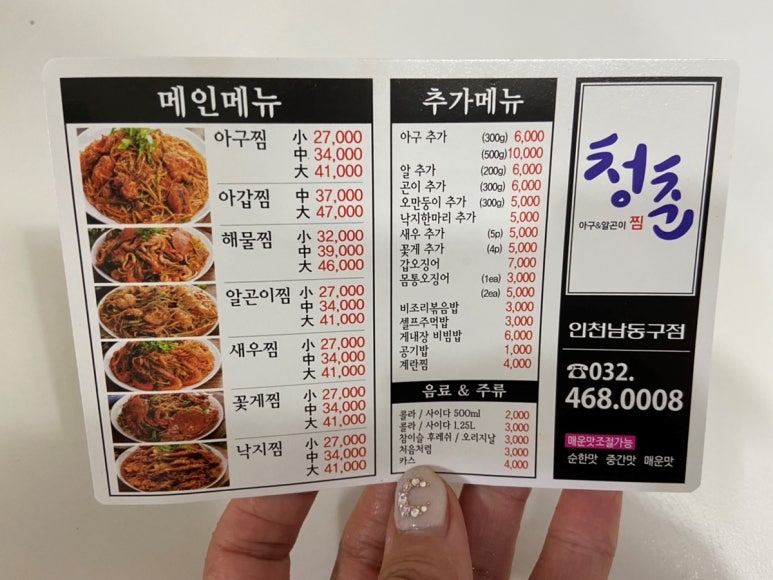 메인메뉴
아구찜 小 27,000
中 34,000
大 41,000
아갑찜 中 37,000
大 47,000
해물찜 小 32,000
中 39,000
大 46,000
알곤이찜 小 27,000
中 34,000
大 41,000
새우찜 小 27,000
中 34,000
大 41,000
꽃게찜 小 27,000
中 34,000
大 41,000
낙지찜 小 27,000
中 34,000
大 41,000
추가메뉴
아구 추가 (300g) 6,000
(500g) 10,000
알 추가 (200g) 6,000
곤이 추가 (300g) 6,000
오만둥이 추가 (300g) 5,000
낙지한마리 추가 5,000
새우 추가 (5p) 5,000
꽃게 추가 (4p) 5,000
갑오징어 7,000
몸통오징어 (1ea) 3,000
(2ea) 5,000
비조리볶음밥 3,000
셀프주먹밥 3,000
게내장 비빔밥 6,000
공기밥 1,000
계란찜 4,000
음료 & 주류
콜라 / 사이다 500ml 2,000
콜라 / 사이다 1.25L 3,000
참이슬 후레쉬 / 오리지날 3,000
처음처럼 3,000
카스 4,000
청춘
아구&알곤이 찜
인천남동구점
☎032.
468.0008
매운맛조절가능
순한맛 중간맛 매운맛